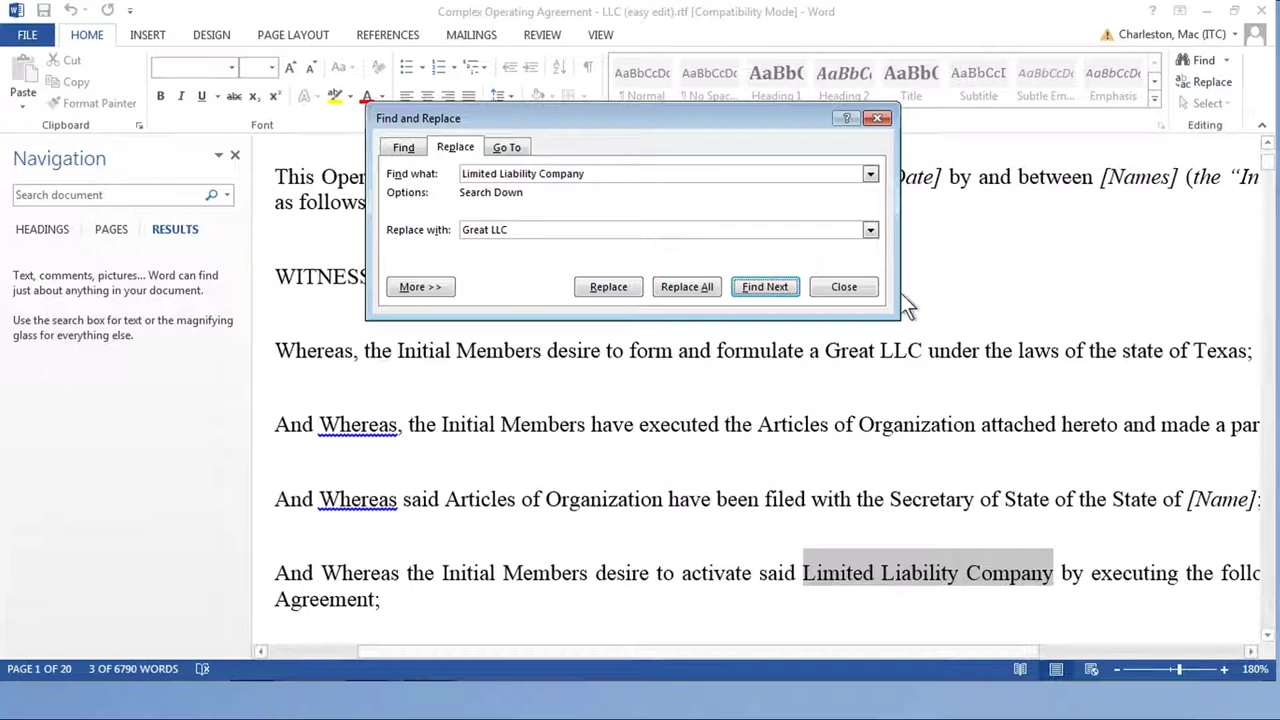 Complex Operating Agreement - LLC (easy edit).rtf [Compatibility Mode] - Word
FILE HOME INSERT DESIGN PAGE LAYOUT REFERENCES MAILINGS REVIEW VIEW Charleston, Mac (ITC)
Cut
Copy
Format Painter
Paste
Clipboard
Font
AaBbCcDc AaBbCcDc AaBbC AaBbCc AaBbC AaBbCcD AaBbCcDc AaBbCcDc
¶ Normal ¶ No Spac... Heading 1 Heading 2 Title Subtitle Subtle Em... Emphasis
Find
Replace
Select
Editing
Find and Replace
Find Replace Go To
Find what: Limited Liability Company
Options: Search Down
Replace with: Great LLC
More >> Replace Replace All Find Next Close
Navigation
Search document
HEADINGS PAGES RESULTS
Text, comments, pictures... Word can find
just about anything in your document.
Use the search box for text or the magnifying
glass for everything else.
This Oper Date] by and between [Names] (the “In
as follows
WITNESS
Whereas, the Initial Members desire to form and formulate a Great LLC under the laws of the state of Texas;
And Whereas, the Initial Members have executed the Articles of Organization attached hereto and made a par
And Whereas said Articles of Organization have been filed with the Secretary of State of the State of [Name];
And Whereas the Initial Members desire to activate said Limited Liability Company by executing the follo
Agreement;
PAGE 1 OF 20 3 OF 6790 WORDS 180%